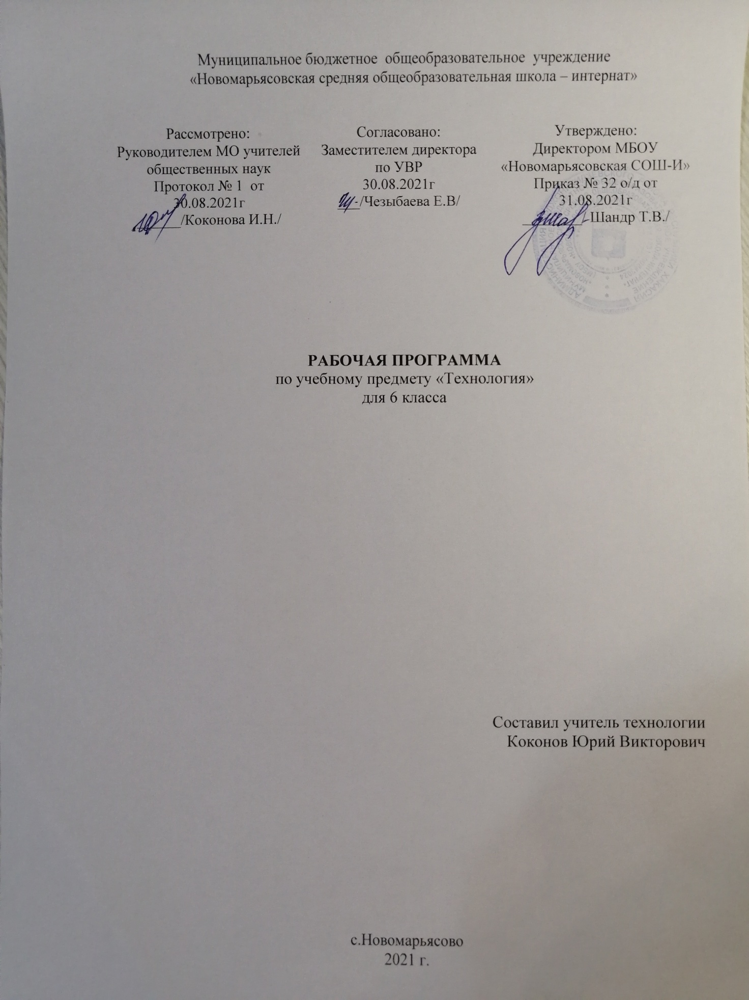 Муниципальное бюджетное общеобразовательное учреждение
«Новомарьясовская средняя общеобразовательная школа – интернат»
Рассмотрено:
Руководителем МО учителей
общественных наук
Протокол № 1 от
30.08.2021г
/Коконова И.Н./
Согласовано:
Заместителем директора
по УВР
30.08.2021г
/Чезыбаева Е.В/
Утверждено:
Директором МБОУ
«Новомарьясовская СОШ-И»
Приказ № 32 о/д от
31.08.2021г
Шандр Т.В./
РАБОЧАЯ ПРОГРАММА
по учебному предмету «Технология»
для 6 класса
Составил учитель технологии
Коконов Юрий Викторович
с.Новомарьясово
2021 г.